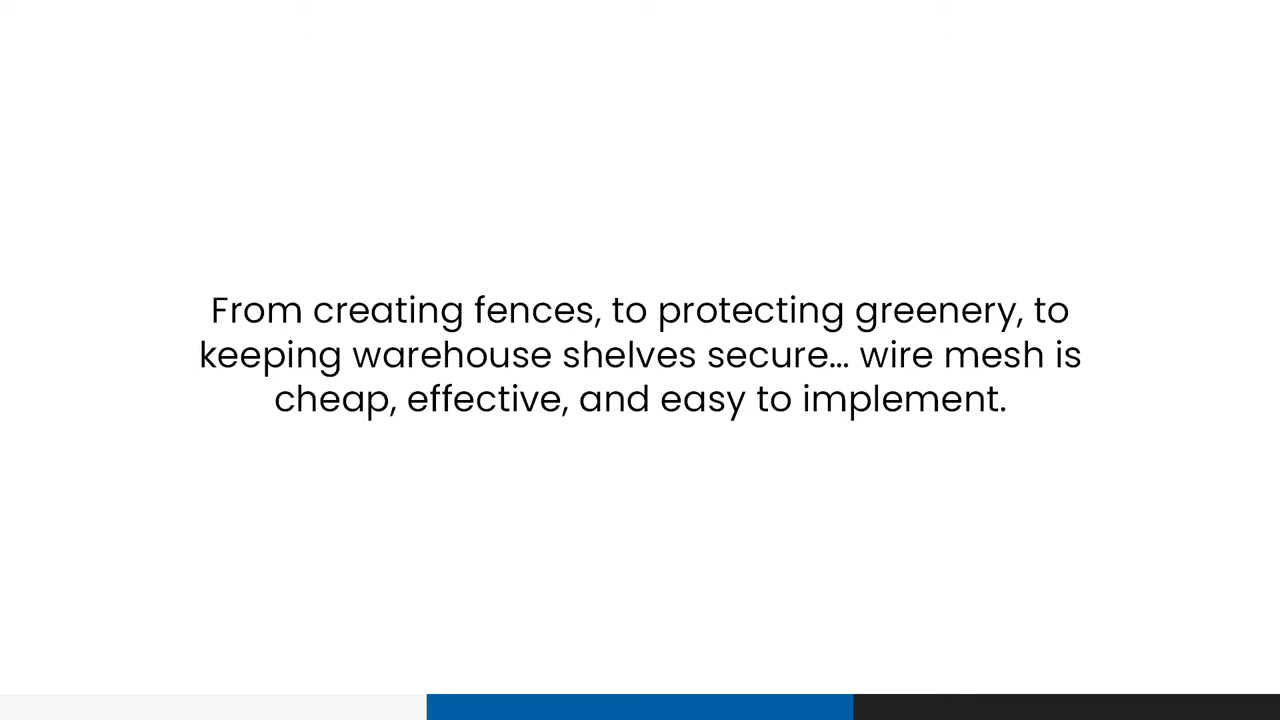 From creating fences, to protecting greenery, to
keeping warehouse shelves secure... wire mesh is
cheap, effective, and easy to implement.